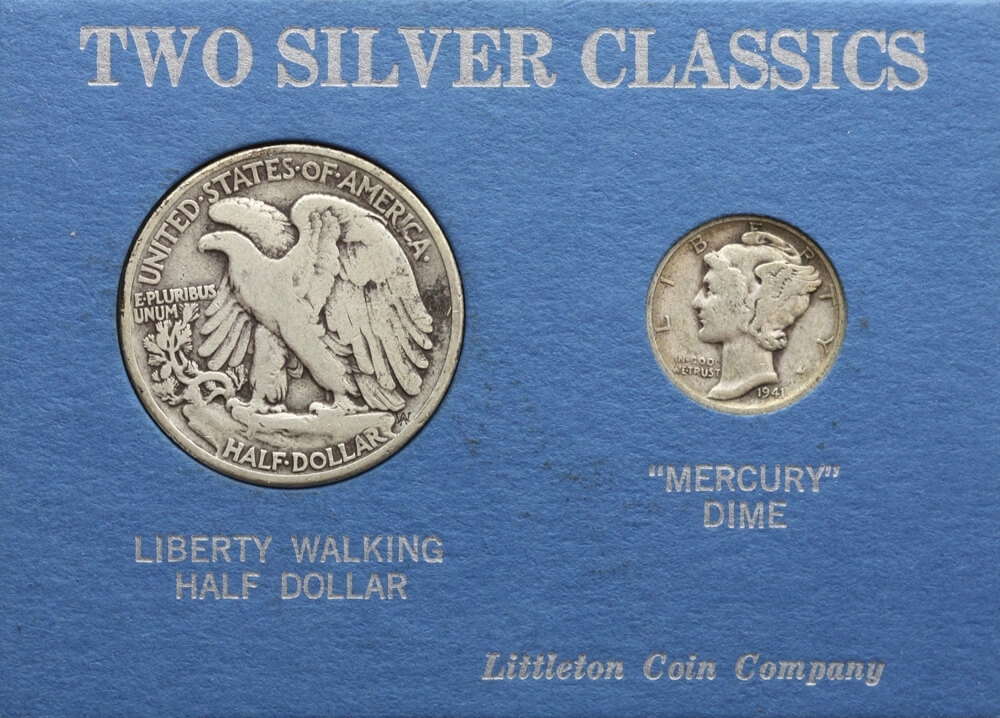 TWO SILVER CLASSICS
UNITED·STATES·OF·AMERICA·
E·PLURIBUS
UNUM
HALF·DOLLAR
LIBERTY
IN·GOD
WE·TRUST
1941
"MERCURY"
DIME
LIBERTY WALKING
HALF DOLLAR
Littleton Coin Company